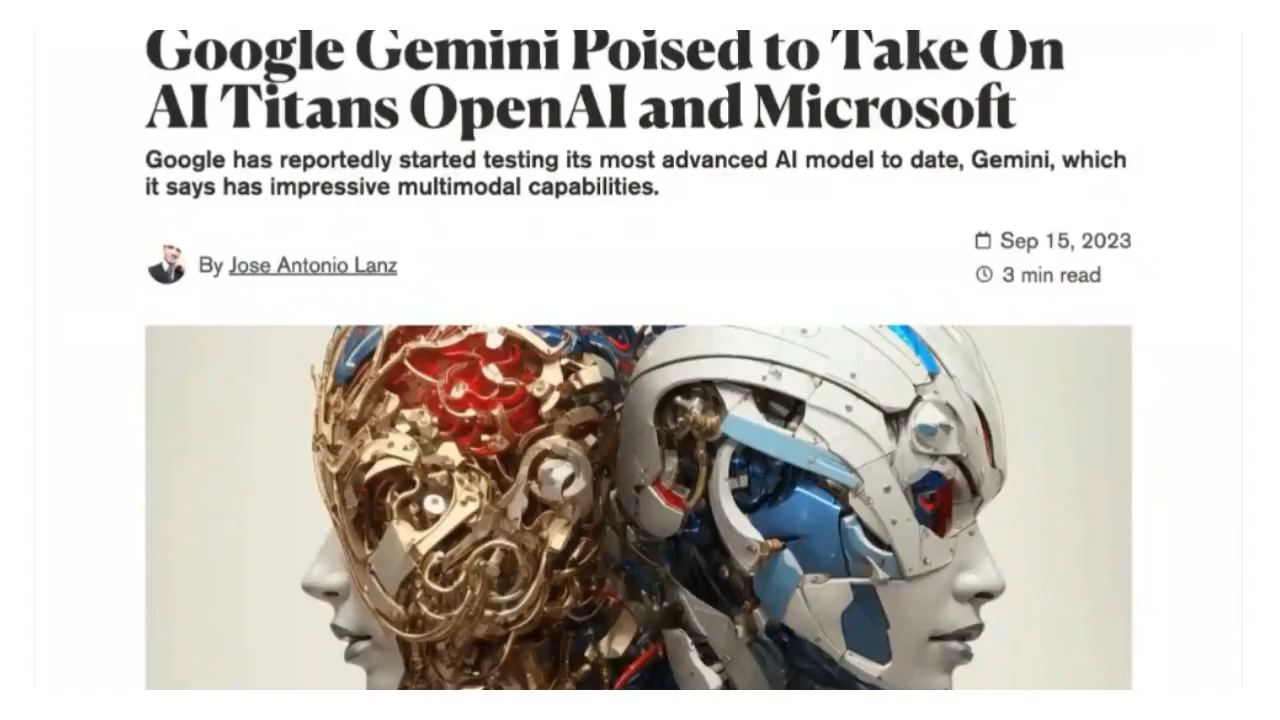 Google Gemini Poised to Take On
AI Titans OpenAI and Microsoft
Google has reportedly started testing its most advanced AI model to date, Gemini, which
it says has impressive multimodal capabilities.
By Jose Antonio Lanz
Sep 15, 2023
3 min read